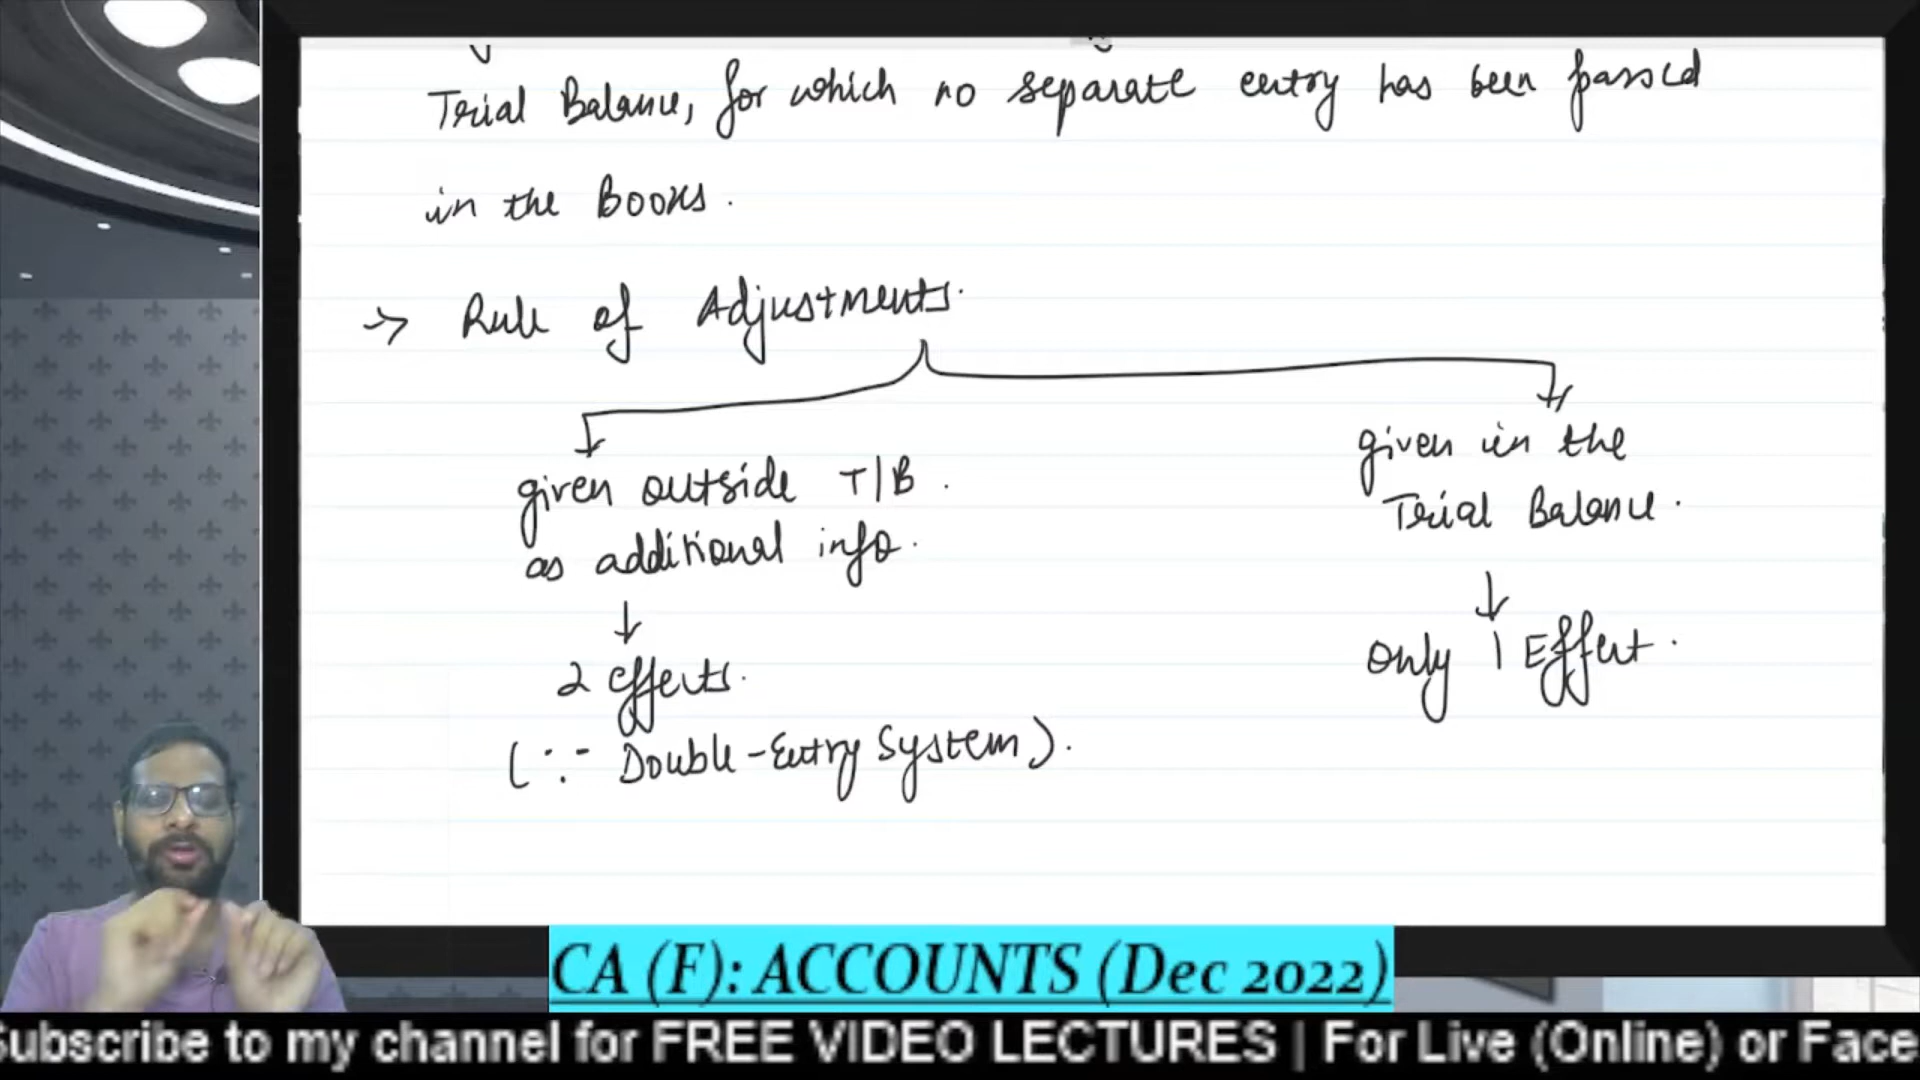 Trial Balance, for which no separate entry has been passed
in the Books.
→ Rule of Adjustments.
given outside T/B.
as additional info.
↓
2 effects.
(∵ Double-Entry System).
given in the
Trial Balance.
↓
Only 1 Effect.
CA (F): ACCOUNTS (Dec 2022)
Subscribe to my channel for FREE VIDEO LECTURES | For Live (Online) or Face